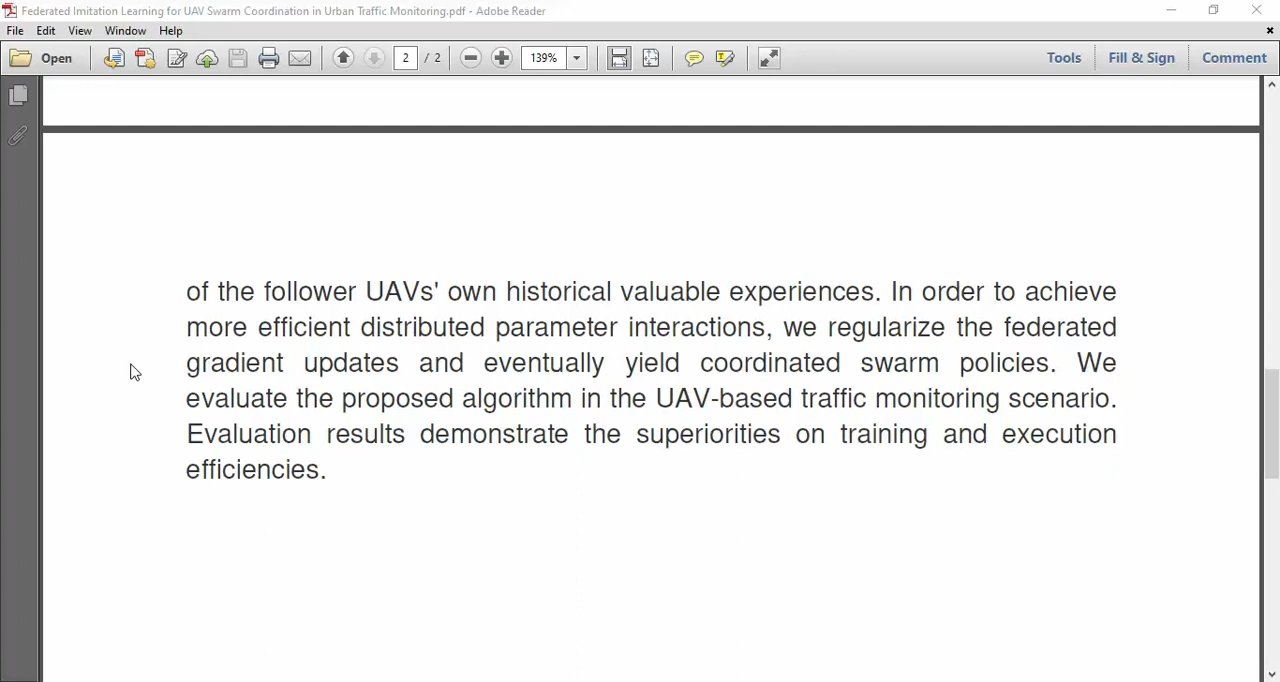 Federated Imitation Learning for UAV Swarm Coordination in Urban Traffic Monitoring.pdf - Adobe Reader
File Edit View Window Help
Open 2 / 2 139% Tools Fill & Sign Comment
of the follower UAVs' own historical valuable experiences. In order to achieve
more efficient distributed parameter interactions, we regularize the federated
gradient updates and eventually yield coordinated swarm policies. We
evaluate the proposed algorithm in the UAV-based traffic monitoring scenario.
Evaluation results demonstrate the superiorities on training and execution
efficiencies.